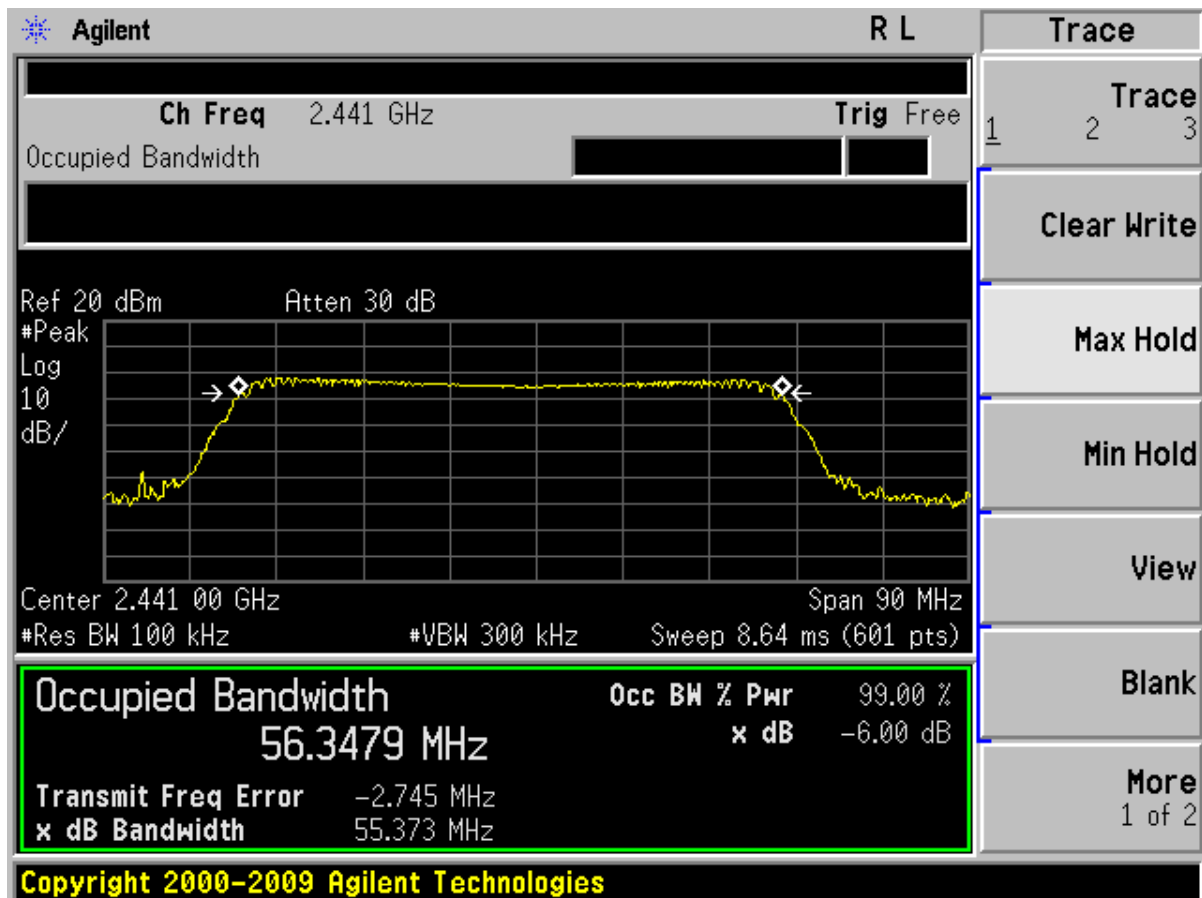 Agilent R L Trace
Ch Freq 2.441 GHz Trig Free
Occupied Bandwidth
Trace
1 2 3
Clear Write
Ref 20 dBm Atten 30 dB
#Peak
Log
10
dB/
Max Hold
Min Hold
View
Center 2.441 00 GHz Span 90 MHz
#Res BW 100 kHz #VBW 300 kHz Sweep 8.64 ms (601 pts)
Occupied Bandwidth Occ BW % Pwr 99.00 %
56.3479 MHz x dB -6.00 dB
Transmit Freq Error -2.745 MHz
x dB Bandwidth 55.373 MHz
Blank
More
1 of 2
Copyright 2000-2009 Agilent Technologies